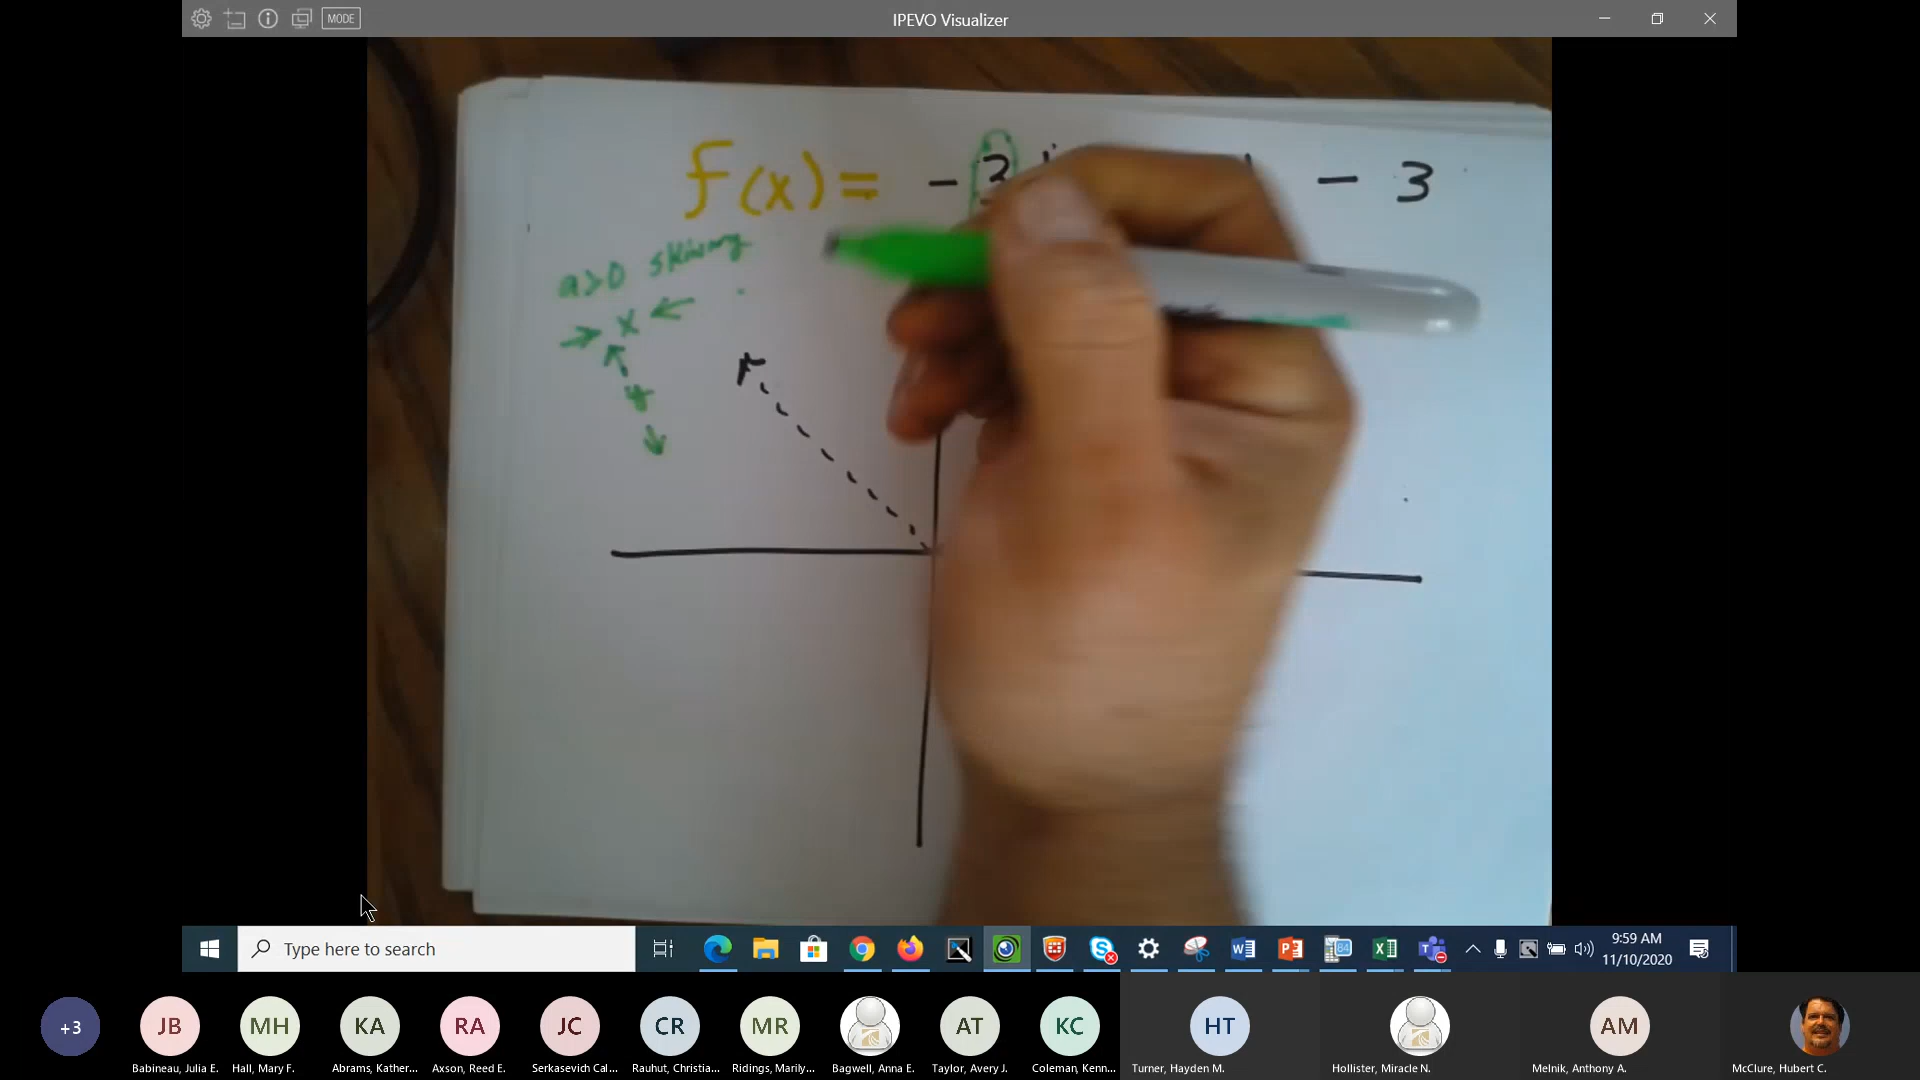 MODE
IPEVO Visualizer
f(x) = - 3 - 3
a>0 skinny
x
y
Type here to search
9:59 AM
11/10/2020
+3 JB MH KA RA JC CR MR AT KC HT AM
Babineau, Julia E. Hall, Mary F. Abrams, Kather... Axson, Reed E. Serkasevich Cal... Rauhut, Christia... Ridings, Marily... Bagwell, Anna E. Taylor, Avery J. Coleman, Kenn... Turner, Hayden M. Hollister, Miracle N. Melnik, Anthony A. McClure, Hubert C.